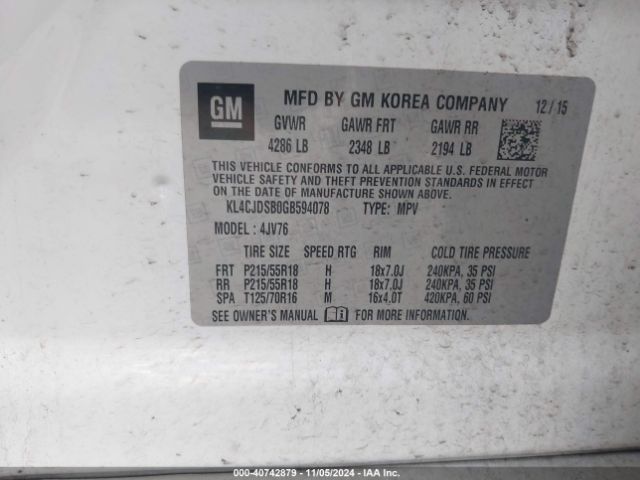 GM
MFD BY GM KOREA COMPANY 12/15
GVWR GAWR FRT GAWR RR
4286 LB 2348 LB 2194 LB
THIS VEHICLE CONFORMS TO ALL APPLICABLE U.S. FEDERAL MOTOR
VEHICLE SAFETY AND THEFT PREVENTION STANDARDS IN EFFECT
ON THE DATE OF MANUFACTURE SHOWN ABOVE.
KL4CJDSB0GB594078 TYPE: MPV
MODEL: 4JV76
TIRE SIZE SPEED RTG RIM COLD TIRE PRESSURE
FRT P215/55R18 H 18x7.0J 240KPA, 35 PSI
RR P215/55R18 H 18x7.0J 240KPA, 35 PSI
SPA T125/70R16 M 16x4.0T 420KPA, 60 PSI
SEE OWNER'S MANUAL FOR MORE INFORMATION.
000-40742879 - 11/05/2024 - IAA Inc.